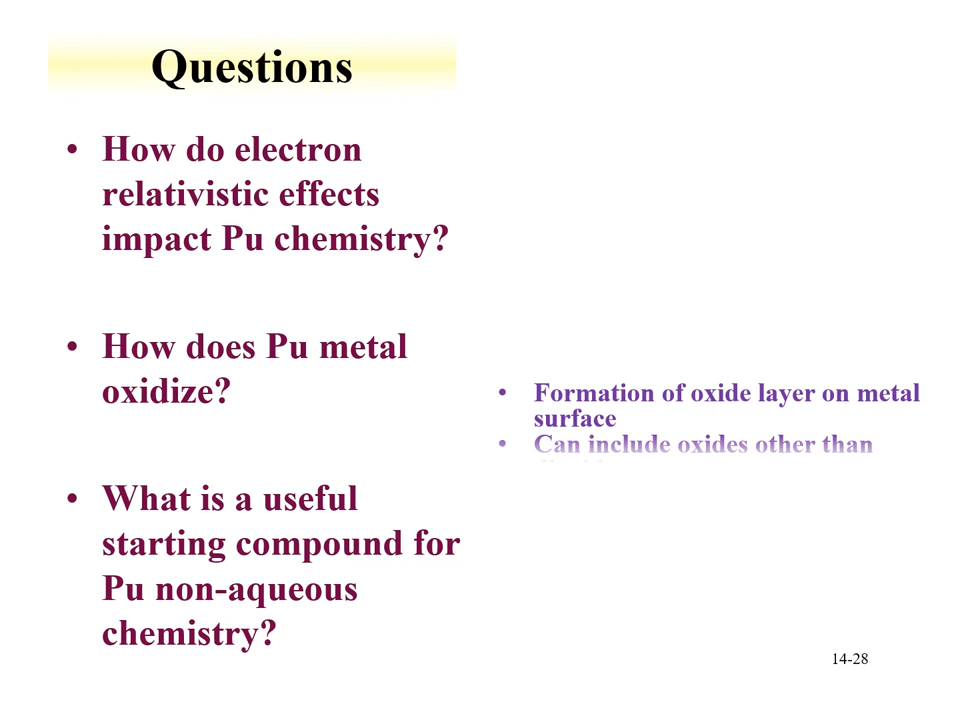 Questions
• How do electron
relativistic effects
impact Pu chemistry?
• How does Pu metal
oxidize?
• Formation of oxide layer on metal
surface
• Can include oxides other than
• What is a useful
starting compound for
Pu non-aqueous
chemistry?
14-28